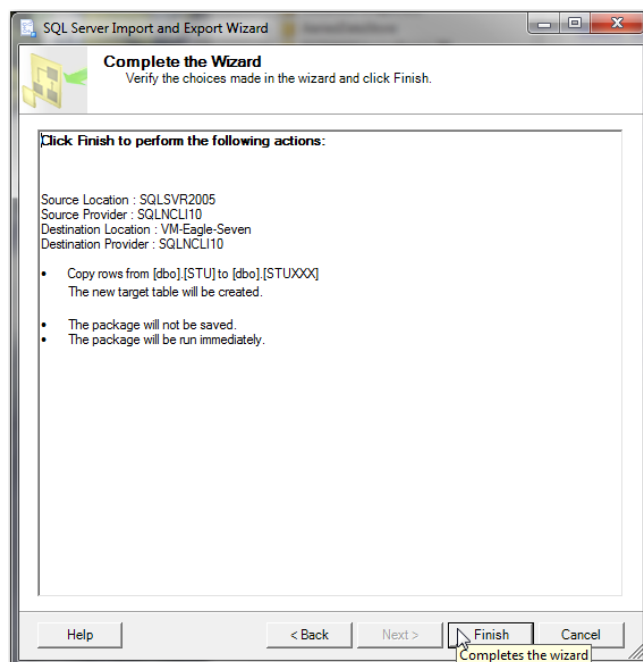 SQL Server Import and Export Wizard
Complete the Wizard
Verify the choices made in the wizard and click Finish.
Click Finish to perform the following actions:
Source Location : SQLSVR2005
Source Provider : SQLNCLI10
Destination Location : VM-Eagle-Seven
Destination Provider : SQLNCLI10
• Copy rows from [dbo].[STU] to [dbo].[STUXXX]
The new target table will be created.
• The package will not be saved.
• The package will be run immediately.
Help < Back Next > Finish Cancel
Completes the wizard